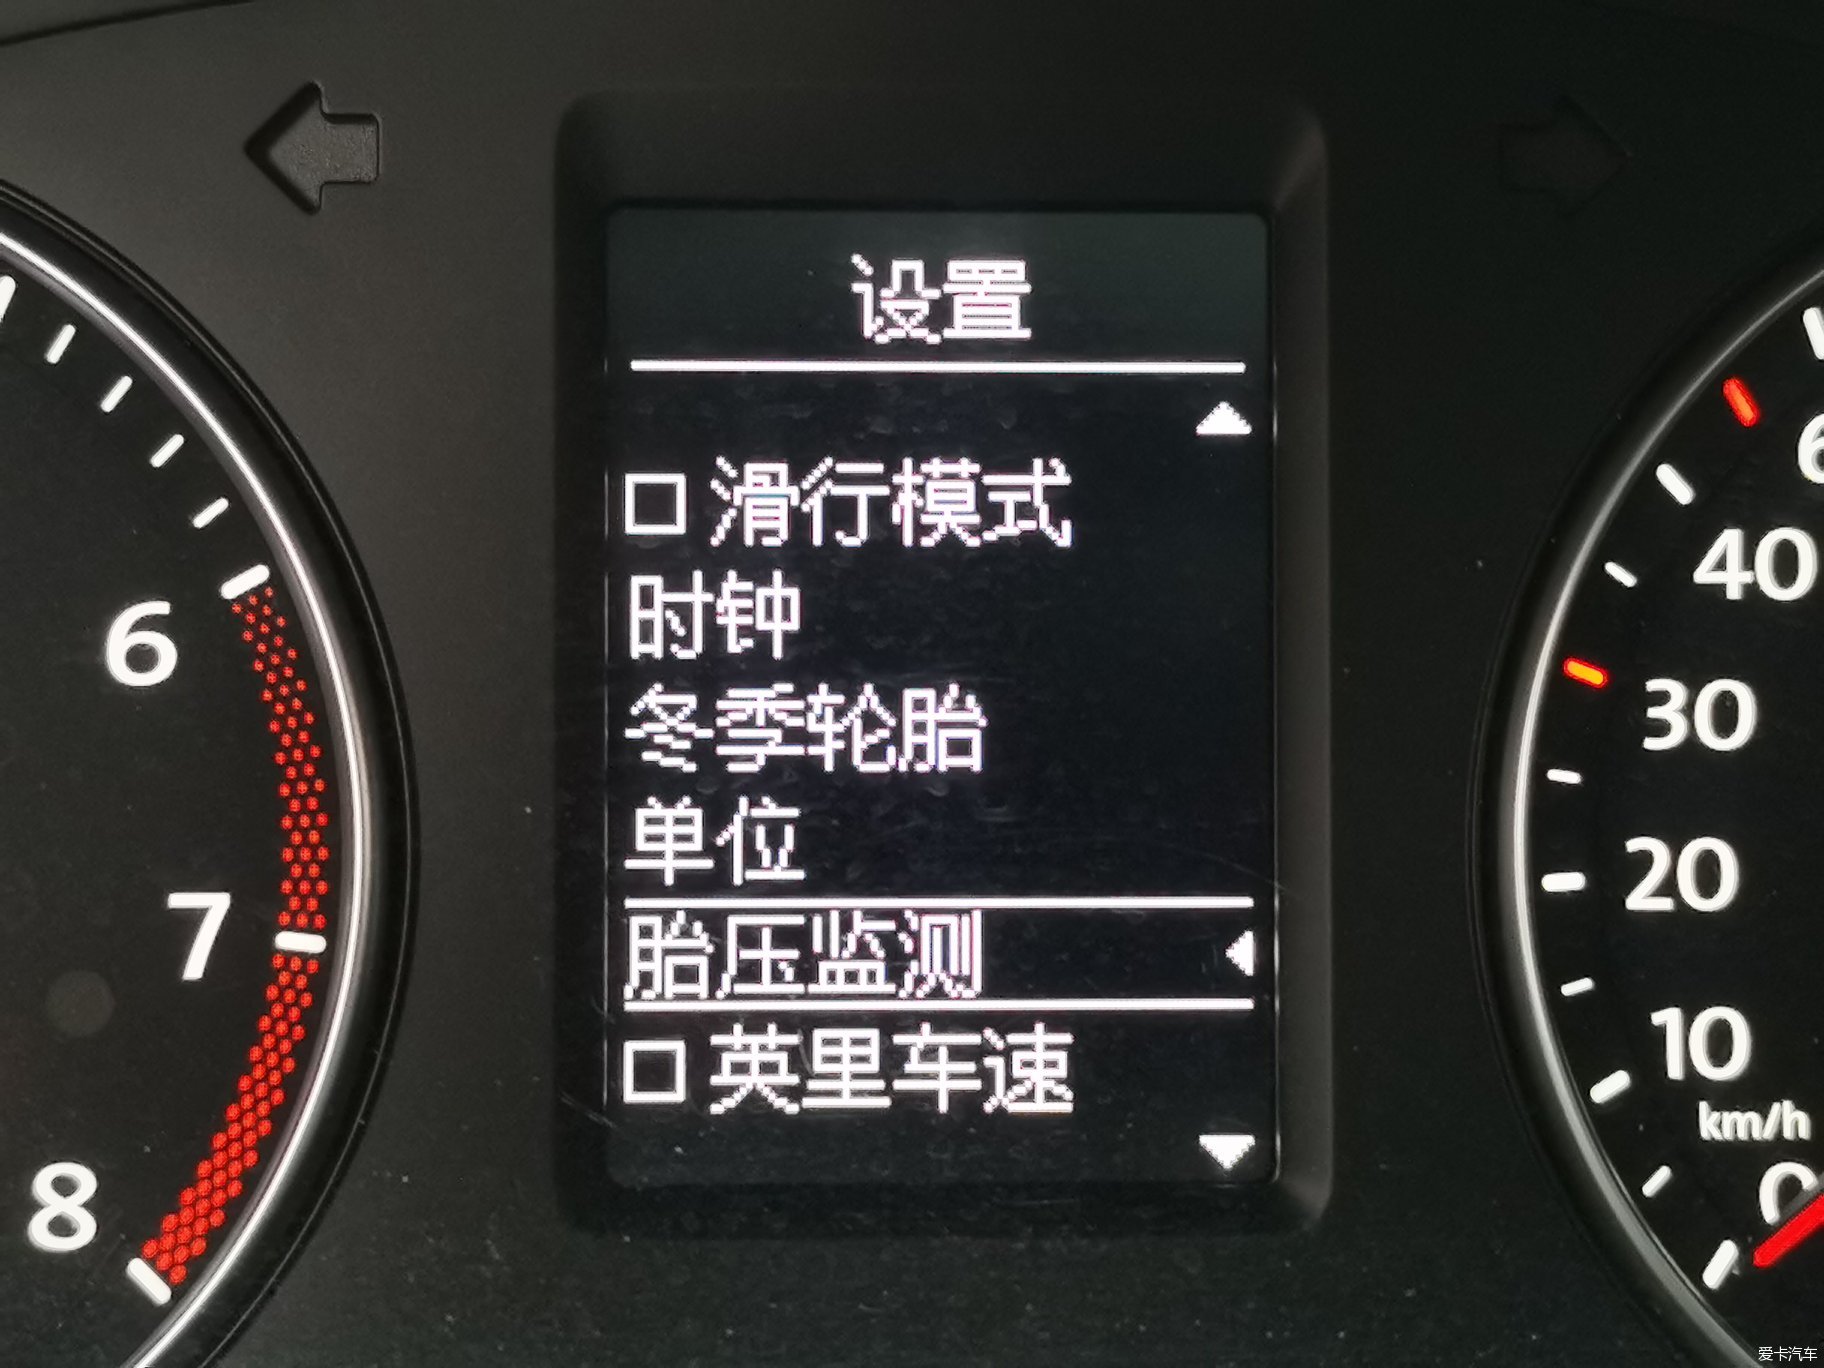 设置
□ 滑行模式
时钟
冬季轮胎
单位
胎压监测
□ 英里车速
6
7
8
40
30
20
10
km/h
0
爱卡汽车